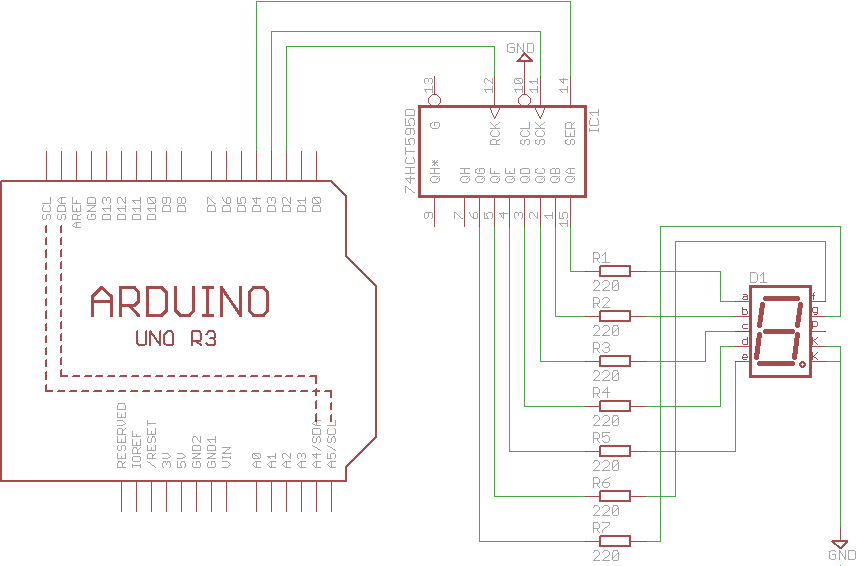 GND
13
12
10
11
14
G
RCK
SCL
SCK
SER
IC1
74HCT595D
QH*
QH
QG
QF
QE
QD
QC
QB
QA
9
7
6
5
4
3
2
1
15
SCL
SDA
AREF
GND
D13
D12
D11
D10
D9
D8
D7
D6
D5
D4
D3
D2
D1
D0
ARDUINO
UNO R3
RESERVED
IOREF
/RESET
3V
5V
GND2
GND1
VIN
A0
A1
A2
A3
A4/SDA
A5/SCL
R1
220
R2
220
R3
220
R4
220
R5
220
R6
220
R7
220
D1
a
b
c
d
e
f
g
P
K
K
GND